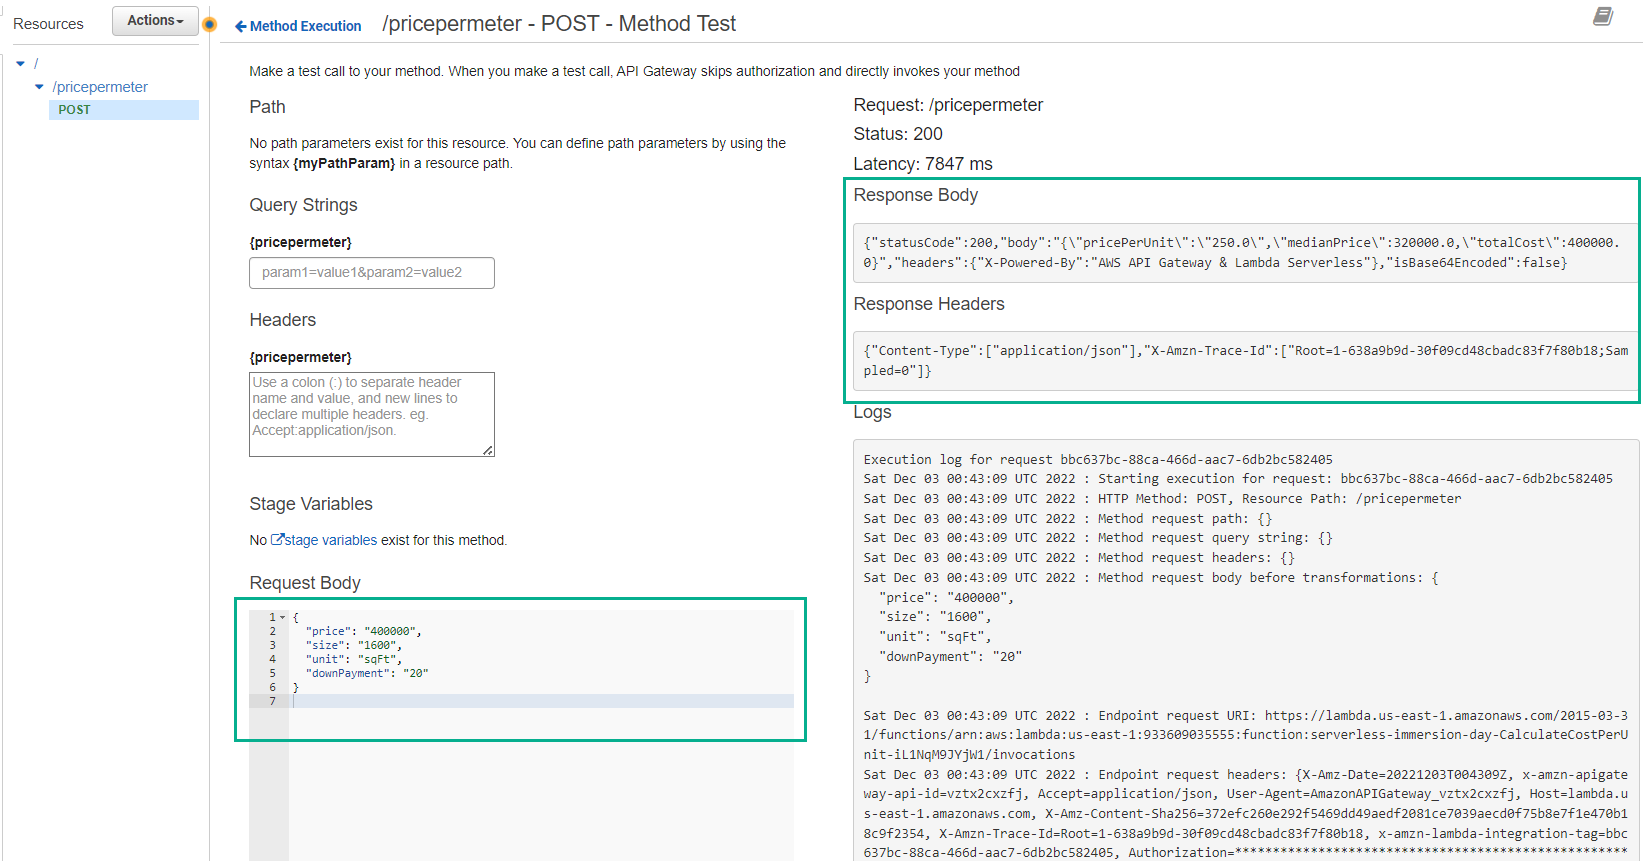 Resources
Actions
Method Execution
/pricepermeter - POST - Method Test
/
/pricepermeter
POST
Make a test call to your method. When you make a test call, API Gateway skips authorization and directly invokes your method
Path
No path parameters exist for this resource. You can define path parameters by using the
syntax {myPathParam} in a resource path.
Query Strings
{pricepermeter}
param1=value1&param2=value2
Headers
{pricepermeter}
Use a colon (:) to separate header
name and value, and new lines to
declare multiple headers. eg.
Accept:application/json.
Stage Variables
No stage variables exist for this method.
Request Body
1 {
2 "price": "400000",
3 "size": "1600",
4 "unit": "sqFt",
5 "downPayment": "20"
6 }
7
Request: /pricepermeter
Status: 200
Latency: 7847 ms
Response Body
{"statusCode":200,"body":"{\"pricePerUnit\":\"250.0\",\"medianPrice\":320000.0,\"totalCost\":400000.
0}","headers":{"X-Powered-By":"AWS API Gateway & Lambda Serverless"},"isBase64Encoded":false}
Response Headers
{"Content-Type":["application/json"],"X-Amzn-Trace-Id":["Root=1-638a9b9d-30f09cd48cbadc83f7f80b18;Sam
pled=0"]}
Logs
Execution log for request bbc637bc-88ca-466d-aac7-6db2bc582405
Sat Dec 03 00:43:09 UTC 2022 : Starting execution for request: bbc637bc-88ca-466d-aac7-6db2bc582405
Sat Dec 03 00:43:09 UTC 2022 : HTTP Method: POST, Resource Path: /pricepermeter
Sat Dec 03 00:43:09 UTC 2022 : Method request path: {}
Sat Dec 03 00:43:09 UTC 2022 : Method request query string: {}
Sat Dec 03 00:43:09 UTC 2022 : Method request headers: {}
Sat Dec 03 00:43:09 UTC 2022 : Method request body before transformations: {
"price": "400000",
"size": "1600",
"unit": "sqFt",
"downPayment": "20"
}
Sat Dec 03 00:43:09 UTC 2022 : Endpoint request URI: https://lambda.us-east-1.amazonaws.com/2015-03-3
1/functions/arn:aws:lambda:us-east-1:933609035555:function:serverless-immersion-day-CalculateCostPerU
nit-iL1NqM9JYjW1/invocations
Sat Dec 03 00:43:09 UTC 2022 : Endpoint request headers: {X-Amz-Date=20221203T004309Z, x-amzn-apigate
way-api-id=vztx2cxzfj, Accept=application/json, User-Agent=AmazonAPIGateway_vztx2cxzfj, Host=lambda.u
s-east-1.amazonaws.com, X-Amz-Content-Sha256=372efc260e292f5469dd49aedf2081ce7039aecd0f75b8e7f1e470b1
8c9f2354, X-Amzn-Trace-Id=Root=1-638a9b9d-30f09cd48cbadc83f7f80b18, x-amzn-lambda-integration-tag=bbc
637bc-88ca-466d-aac7-6db2bc582405, Authorization=****************************************************